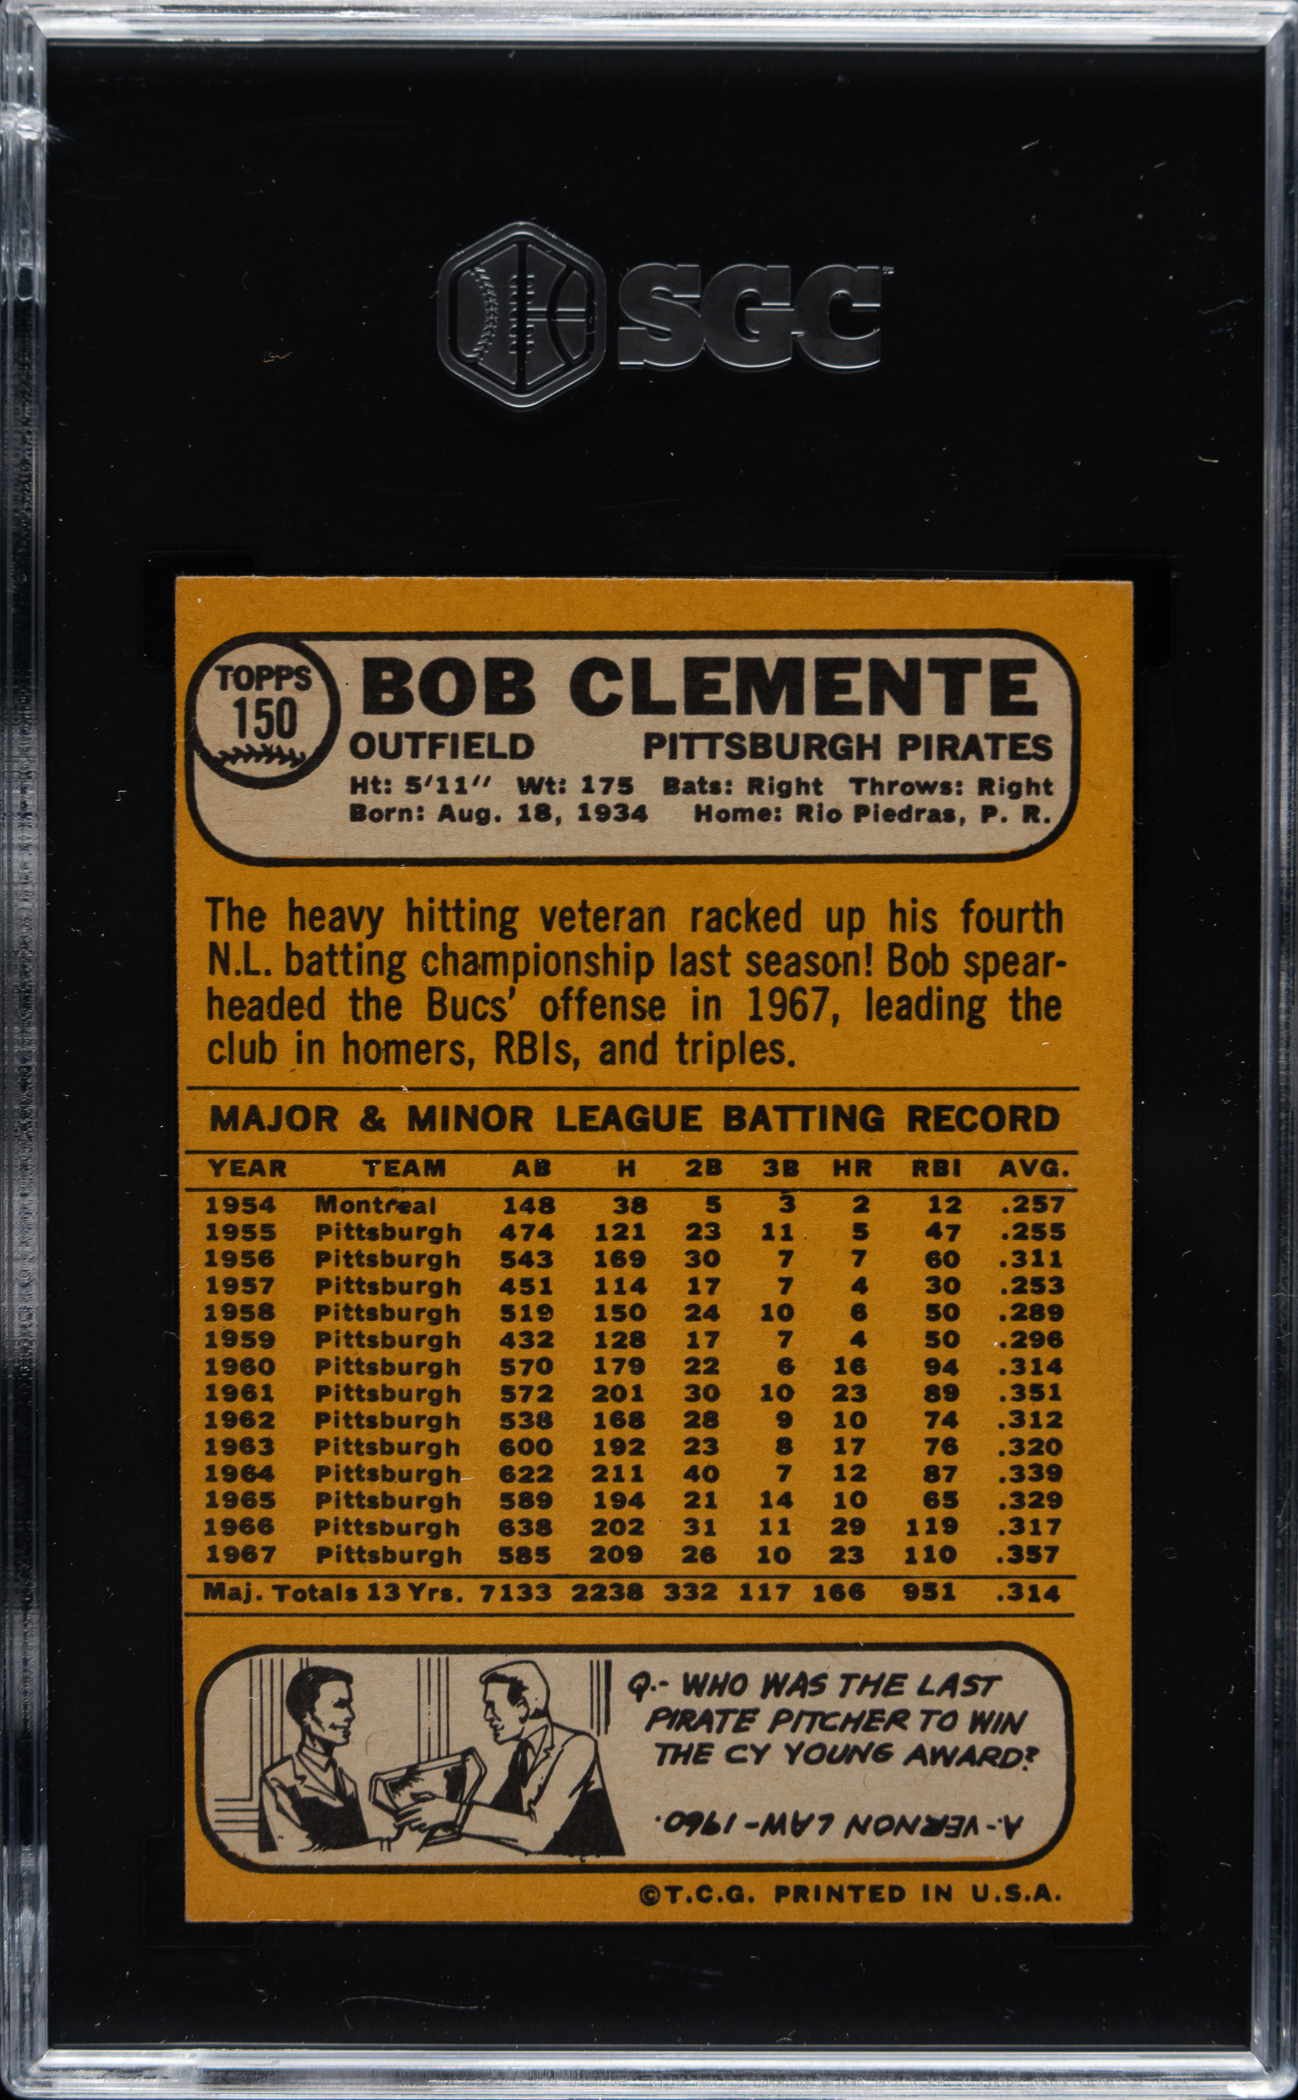 SGC
TOPPS
150
BOB CLEMENTE
OUTFIELD PITTSBURGH PIRATES
Ht: 5'11" Wt: 175 Bats: Right Throws: Right
Born: Aug. 18, 1934 Home: Rio Piedras, P. R.
The heavy hitting veteran racked up his fourth
N.L. batting championship last season! Bob spear-
headed the Bucs' offense in 1967, leading the
club in homers, RBIs, and triples.
MAJOR & MINOR LEAGUE BATTING RECORD
YEAR TEAM AB H 2B 3B HR RBI AVG.
1954 Montreal 148 38 5 3 2 12 .257
1955 Pittsburgh 474 121 23 11 5 47 .255
1956 Pittsburgh 543 169 30 7 7 60 .311
1957 Pittsburgh 451 114 17 7 4 30 .253
1958 Pittsburgh 519 150 24 10 6 50 .289
1959 Pittsburgh 432 128 17 7 4 50 .296
1960 Pittsburgh 570 179 22 6 16 94 .314
1961 Pittsburgh 572 201 30 10 23 89 .351
1962 Pittsburgh 538 168 28 9 10 74 .312
1963 Pittsburgh 600 192 23 8 17 76 .320
1964 Pittsburgh 622 211 40 7 12 87 .339
1965 Pittsburgh 589 194 21 14 10 65 .329
1966 Pittsburgh 638 202 31 11 29 119 .317
1967 Pittsburgh 585 209 26 10 23 110 .357
Maj. Totals 13 Yrs. 7133 2238 332 117 166 951 .314
Q.- WHO WAS THE LAST
PIRATE PITCHER TO WIN
THE CY YOUNG AWARD?
A.- VERNON LAW-1960.
©T.C.G. PRINTED IN U.S.A.